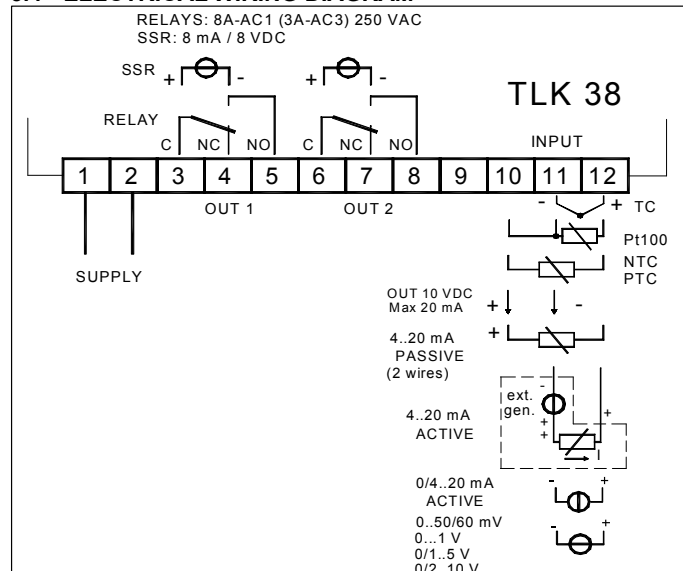 RELAYS: 8A-AC1 (3A-AC3) 250 VAC
SSR: 8 mA / 8 VDC
SSR + - + -
TLK 38
RELAY
C NC NO C NC NO INPUT
1 2 3 4 5 6 7 8 9 10 11 12
OUT 1 OUT 2
- + TC
Pt100
SUPPLY
NTC
PTC
OUT 10 VDC
Max 20 mA + -
4..20 mA +
PASSIVE
(2 wires)
-
ext.
gen.
+ +
4..20 mA +
ACTIVE
I
0/4..20 mA - +
ACTIVE
0..50/60 mV
0...1 V - +
0/1..5 V
0/2..10 V